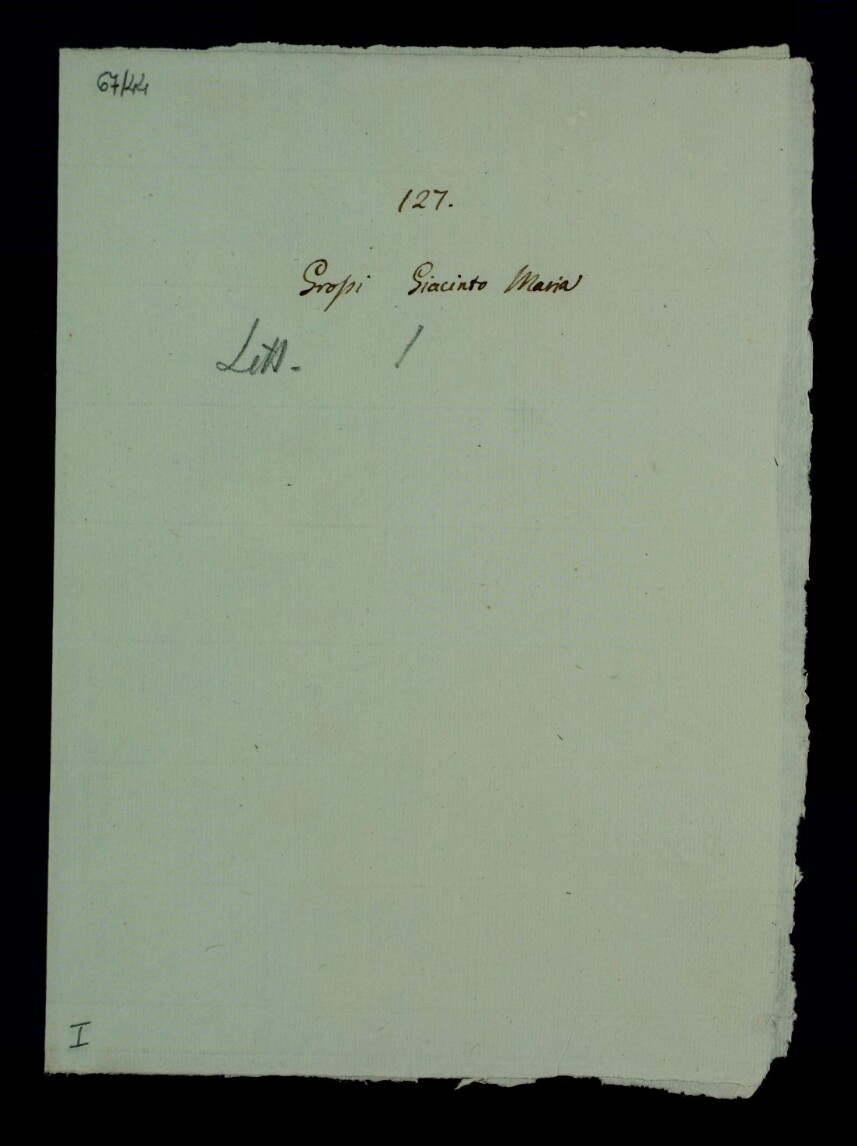 67/44
127.
Grossi Giacinto Maria
Lett. 1
I